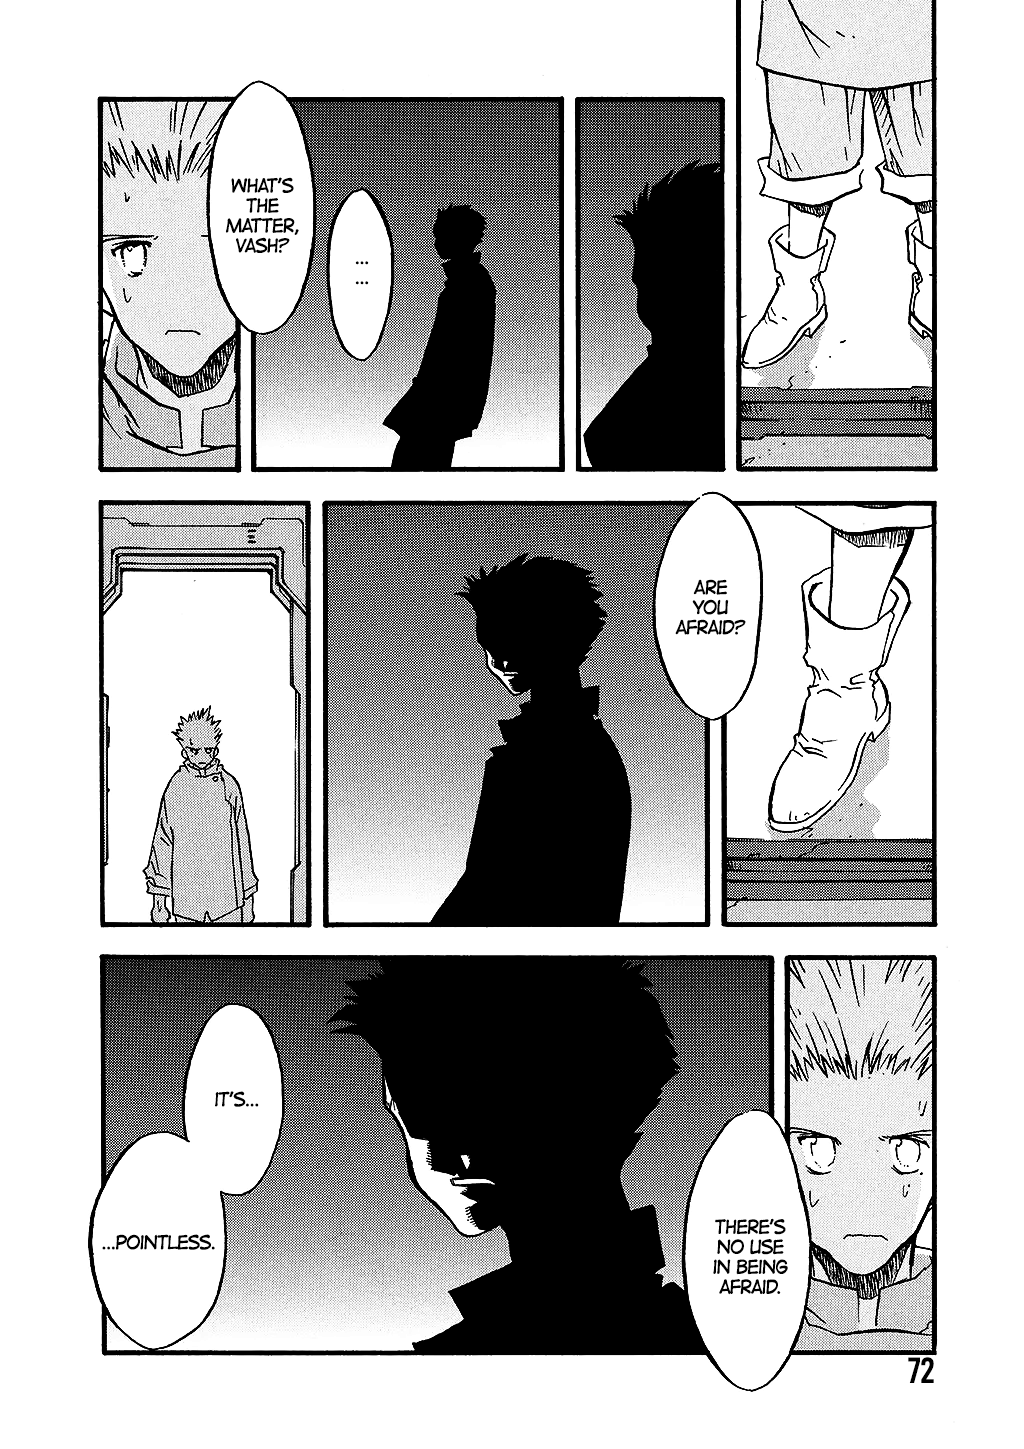 ...
...
WHAT'S
THE
MATTER,
VASH?
ARE
YOU
AFRAID?
THERE'S
NO USE
IN BEING
AFRAID.
IT'S...
...POINTLESS.
72